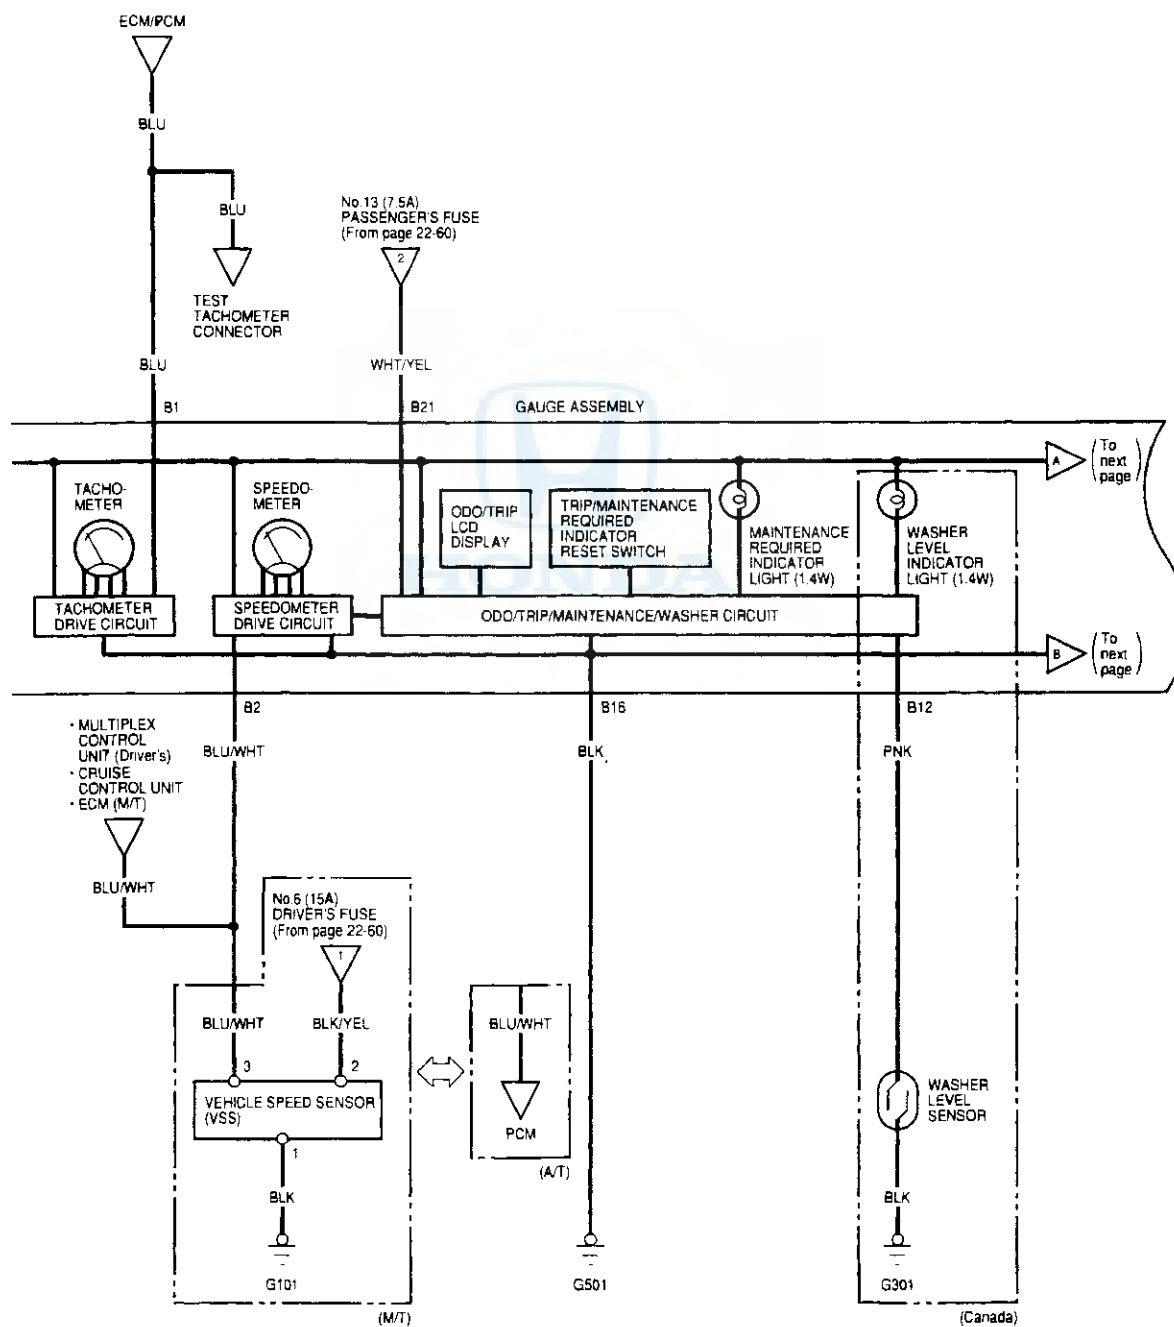 ECM/PCM
BLU
BLU
No.13 (7.5A)
PASSENGER'S FUSE
(From page 22-60)
2
TEST
TACHOMETER
CONNECTOR
BLU
WHT/YEL
B1
B21
GAUGE ASSEMBLY
TACHO-
METER
SPEEDO-
METER
ODO/TRIP
LCD
DISPLAY
TRIP/MAINTENANCE
REQUIRED
INDICATOR
RESET SWITCH
MAINTENANCE
REQUIRED
INDICATOR
LIGHT (1.4W)
WASHER
LEVEL
INDICATOR
LIGHT (1.4W)
A
(To
next
page)
HONDA
TACHOMETER
DRIVE CIRCUIT
SPEEDOMETER
DRIVE CIRCUIT
ODO/TRIP/MAINTENANCE/WASHER CIRCUIT
B
(To
next
page)
B2
B16
B12
• MULTIPLEX
CONTROL
UNIT (Driver's)
• CRUISE
CONTROL UNIT
• ECM (M/T)
BLU/WHT
BLK
PNK
BLU/WHT
No.6 (15A)
DRIVER'S FUSE
(From page 22-60)
1
BLU/WHT
BLK/YEL
BLU/WHT
3
2
VEHICLE SPEED SENSOR
(VSS)
PCM
WASHER
LEVEL
SENSOR
1
(A/T)
BLK
BLK
G101
G501
G301
(M/T)
(Canada)